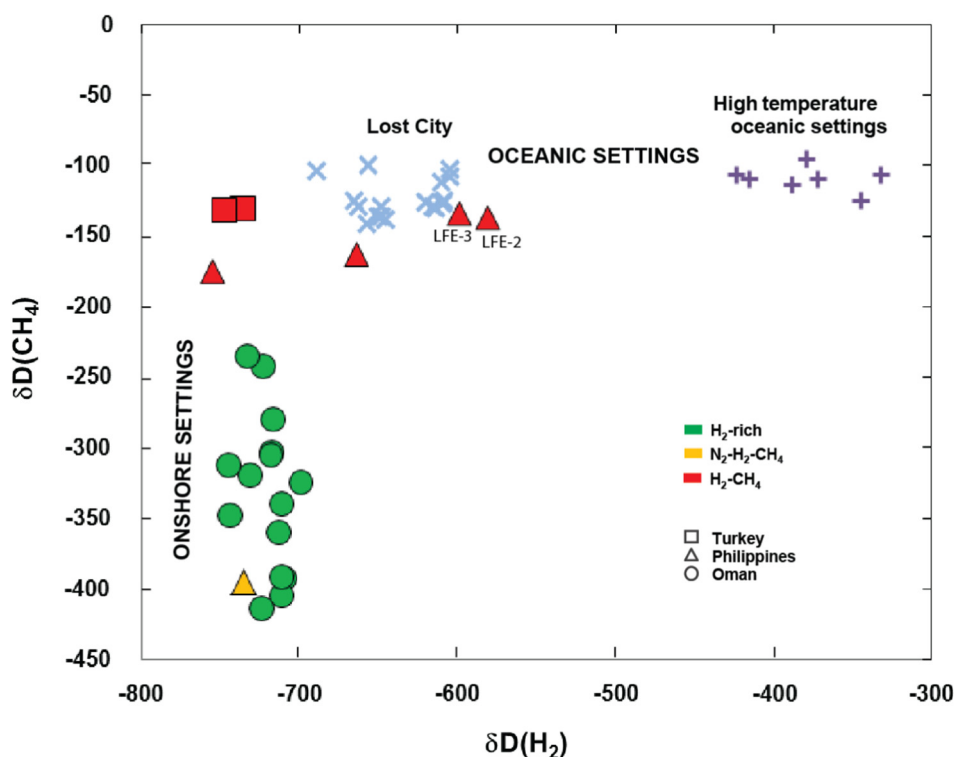 0
-50
-100
-150
-200
-250
-300
-350
-400
-450
-800
-700
-600
-500
-400
-300
δD(CH₄)
δD(H₂)
Lost City
OCEANIC SETTINGS
High temperature
oceanic settings
LFE-3
LFE-2
ONSHORE SETTINGS
H₂-rich
N₂-H₂-CH₄
H₂-CH₄
Turkey
Philippines
Oman